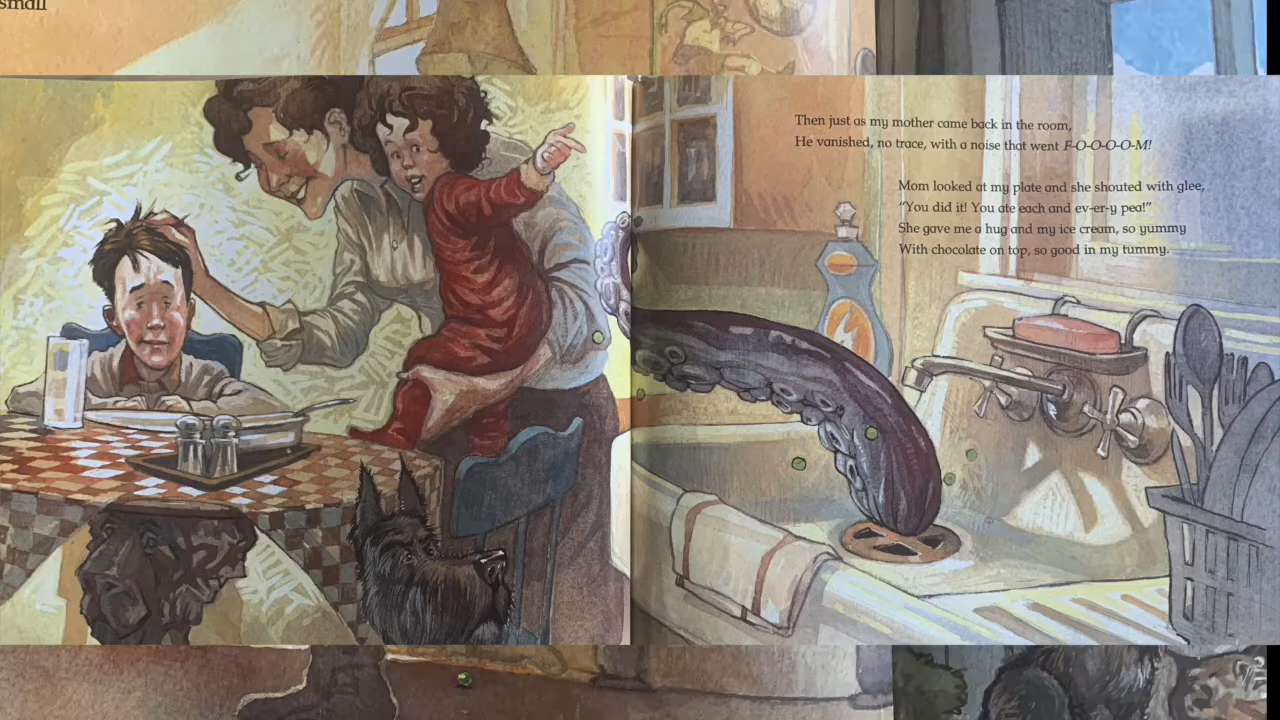 small
Then just as my mother came back in the room,
He vanished, no trace, with a noise that went F-O-O-O-O-M!
Mom looked at my plate and she shouted with glee,
“You did it! You ate each and ev-er-y pea!”
She gave me a hug and my ice cream, so yummy
With chocolate on top, so good in my tummy.